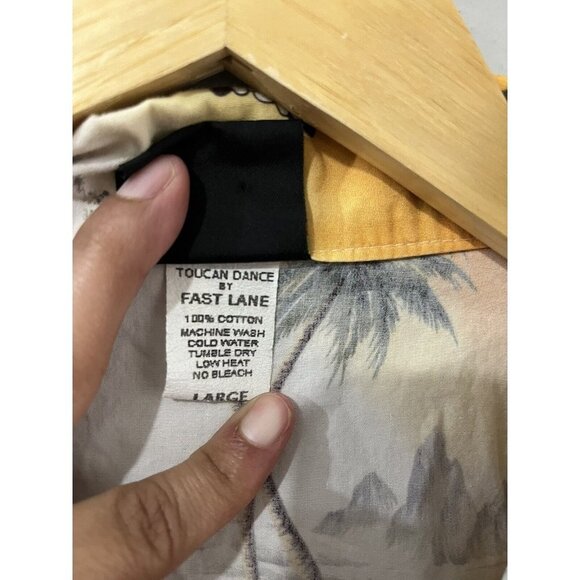 TOUCAN DANCE
BY
FAST LANE
100% COTTON
MACHINE WASH
COLD WATER
TUMBLE DRY
LOW HEAT
NO BLEACH
LARGE